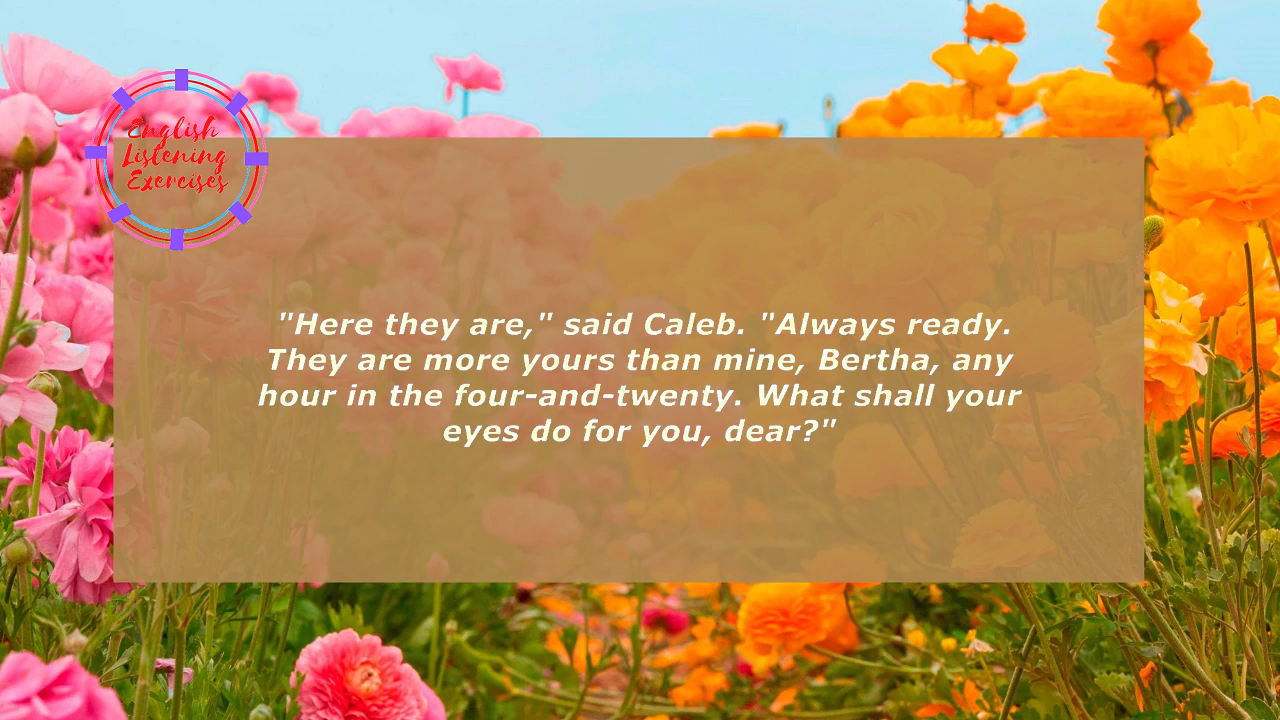 English
Listening
Exercises
"Here they are," said Caleb. "Always ready.
They are more yours than mine, Bertha, any
hour in the four-and-twenty. What shall your
eyes do for you, dear?"